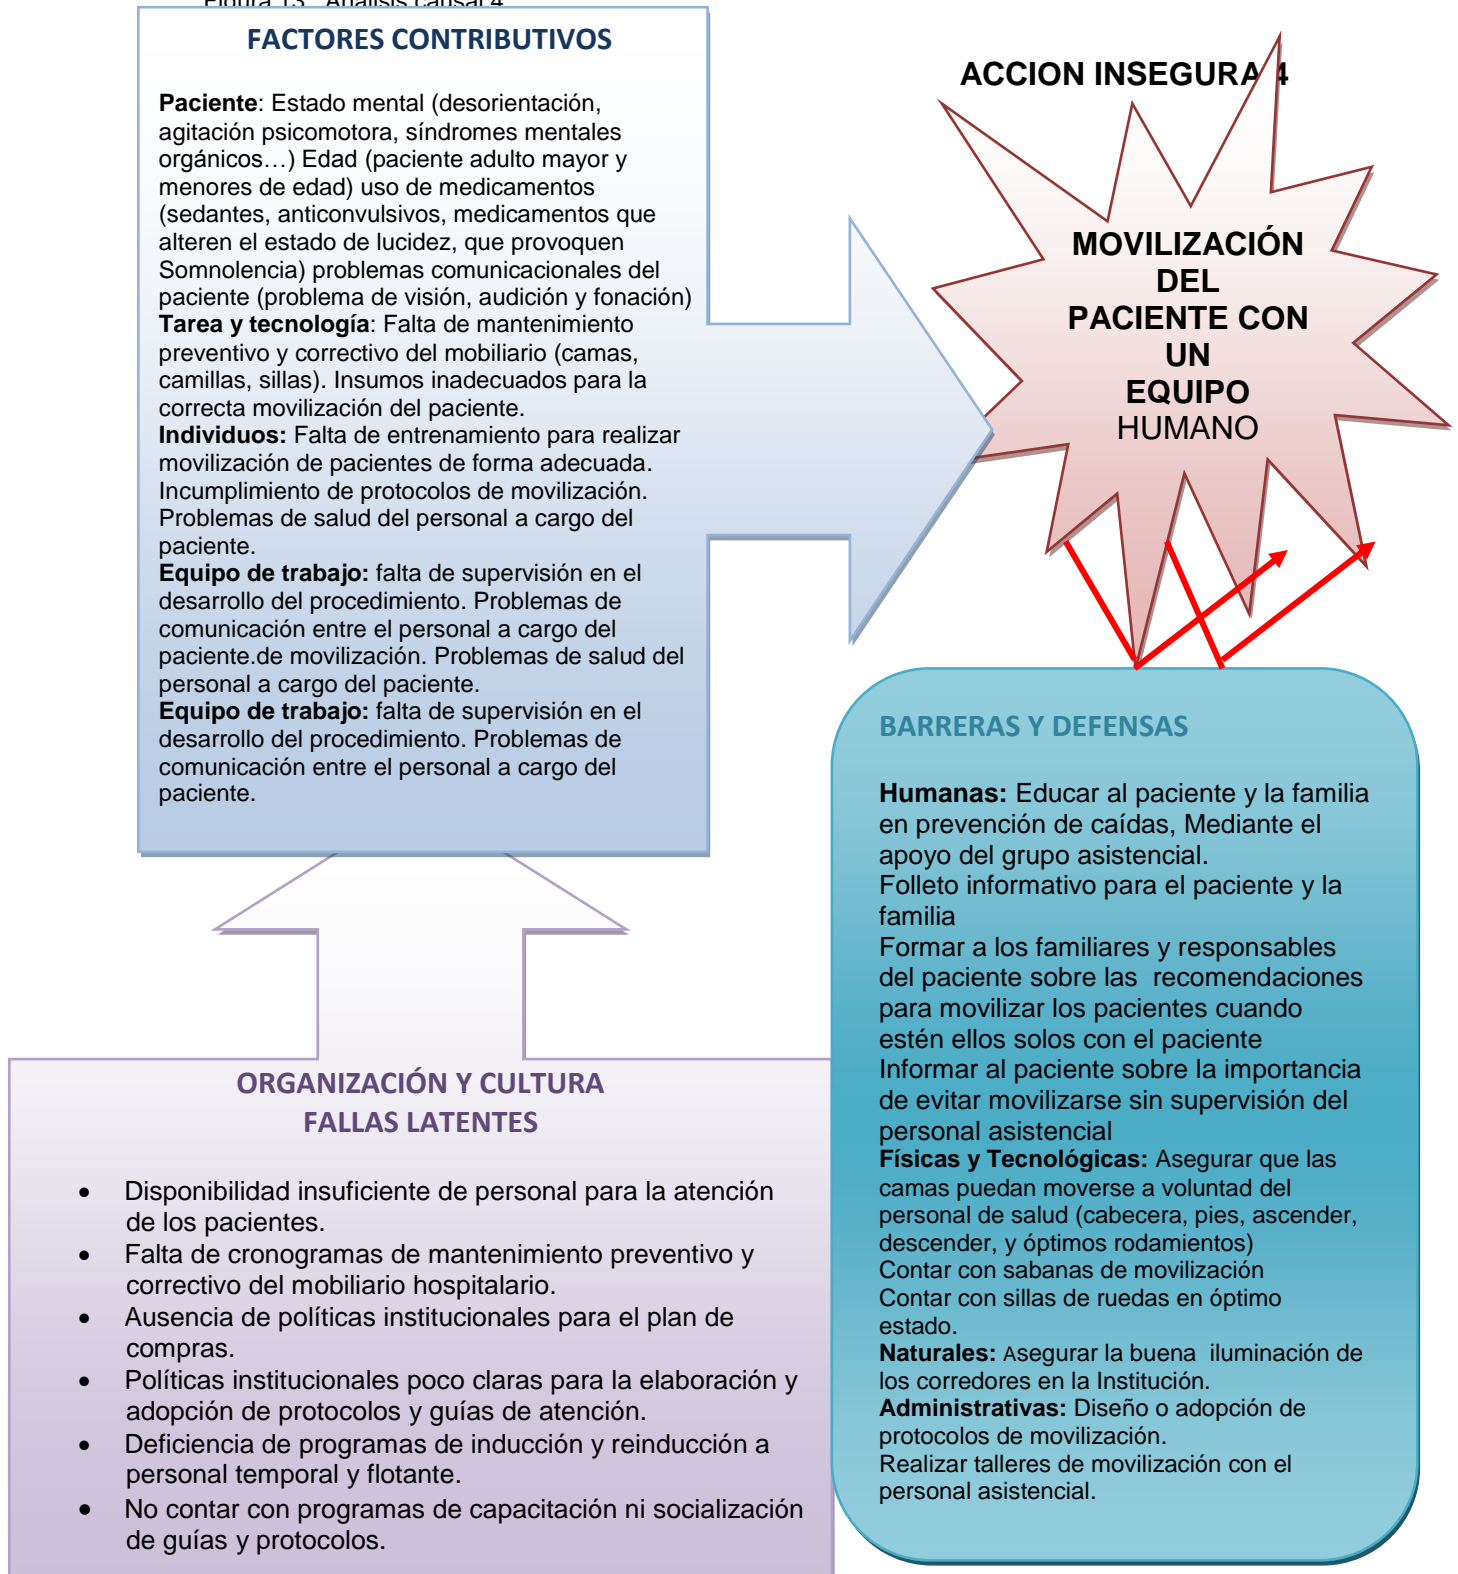 Figura 13 Análisis causal 4
FACTORES CONTRIBUTIVOS
Paciente: Estado mental (desorientación,
agitación psicomotora, síndromes mentales
orgánicos…) Edad (paciente adulto mayor y
menores de edad) uso de medicamentos
(sedantes, anticonvulsivos, medicamentos que
alteren el estado de lucidez, que provoquen
Somnolencia) problemas comunicacionales del
paciente (problema de visión, audición y fonación)
Tarea y tecnología: Falta de mantenimiento
preventivo y correctivo del mobiliario (camas,
camillas, sillas). Insumos inadecuados para la
correcta movilización del paciente.
Individuos: Falta de entrenamiento para realizar
movilización de pacientes de forma adecuada.
Incumplimiento de protocolos de movilización.
Problemas de salud del personal a cargo del
paciente.
Equipo de trabajo: falta de supervisión en el
desarrollo del procedimiento. Problemas de
comunicación entre el personal a cargo del
paciente.de movilización. Problemas de salud del
personal a cargo del paciente.
Equipo de trabajo: falta de supervisión en el
desarrollo del procedimiento. Problemas de
comunicación entre el personal a cargo del
paciente.
ACCION INSEGURA 4
MOVILIZACIÓN
DEL
PACIENTE CON
UN
EQUIPO
HUMANO
ORGANIZACIÓN Y CULTURA
FALLAS LATENTES
• Disponibilidad insuficiente de personal para la atención
de los pacientes.
• Falta de cronogramas de mantenimiento preventivo y
correctivo del mobiliario hospitalario.
• Ausencia de políticas institucionales para el plan de
compras.
• Políticas institucionales poco claras para la elaboración y
adopción de protocolos y guías de atención.
• Deficiencia de programas de inducción y reinducción a
personal temporal y flotante.
• No contar con programas de capacitación ni socialización
de guías y protocolos.
BARRERAS Y DEFENSAS
Humanas: Educar al paciente y la familia
en prevención de caídas, Mediante el
apoyo del grupo asistencial.
Folleto informativo para el paciente y la
familia
Formar a los familiares y responsables
del paciente sobre las recomendaciones
para movilizar los pacientes cuando
estén ellos solos con el paciente
Informar al paciente sobre la importancia
de evitar movilizarse sin supervisión del
personal asistencial
Físicas y Tecnológicas: Asegurar que las
camas puedan moverse a voluntad del
personal de salud (cabecera, pies, ascender,
descender, y óptimos rodamientos)
Contar con sabanas de movilización
Contar con sillas de ruedas en óptimo
estado.
Naturales: Asegurar la buena iluminación de
los corredores en la Institución.
Administrativas: Diseño o adopción de
protocolos de movilización.
Realizar talleres de movilización con el
personal asistencial.